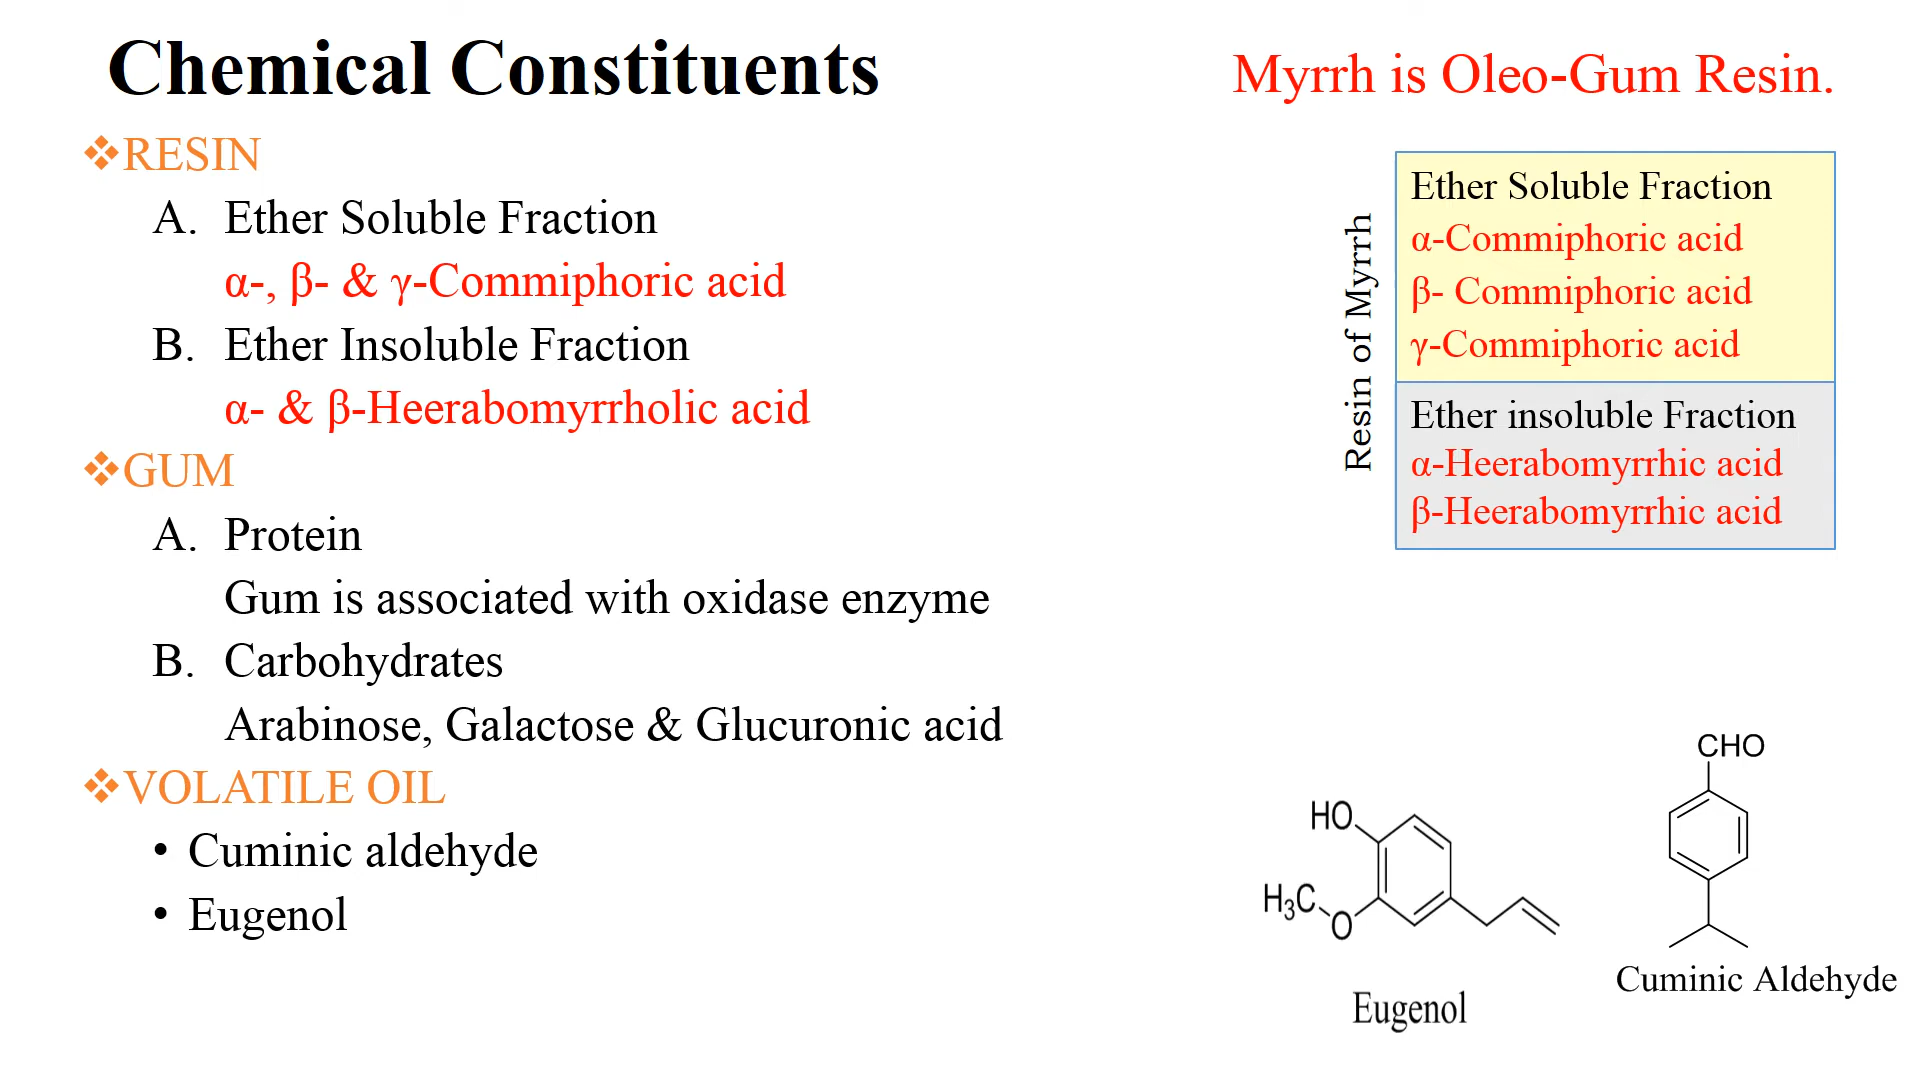 Chemical Constituents
Myrrh is Oleo-Gum Resin.
❖RESIN
A. Ether Soluble Fraction
α-, β- & γ-Commiphoric acid
B. Ether Insoluble Fraction
α- & β-Heerabomyrrholic acid
❖GUM
A. Protein
Gum is associated with oxidase enzyme
B. Carbohydrates
Arabinose, Galactose & Glucuronic acid
❖VOLATILE OIL
• Cuminic aldehyde
• Eugenol
Resin of Myrrh
Ether Soluble Fraction
α-Commiphoric acid
β- Commiphoric acid
γ-Commiphoric acid
Ether insoluble Fraction
α-Heerabomyrrhic acid
β-Heerabomyrrhic acid
HO
H₃C
O
Eugenol
CHO
Cuminic Aldehyde